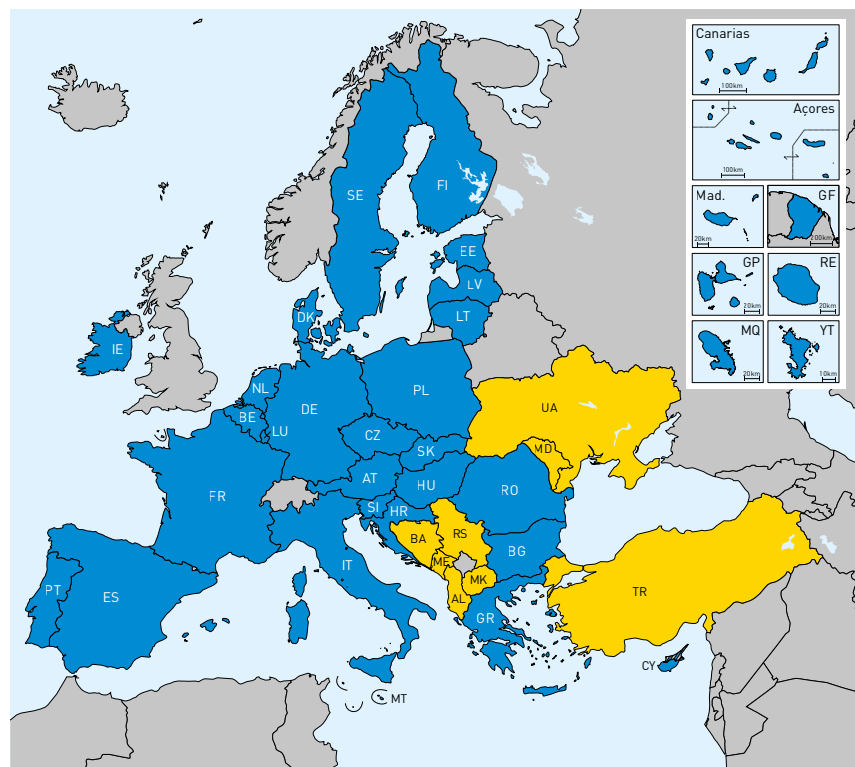 Canarias
100km
Açores
100km
Mad.
20km
GF
200km
GP
20km
RE
20km
MQ
20km
YT
10km
SE
FI
EE
LV
LT
DK
IE
NL
BE
LU
DE
PL
CZ
SK
UA
MD
FR
AT
HU
RO
SI
HR
BA
RS
BG
ME
MK
AL
IT
PT
ES
GR
TR
CY
MT